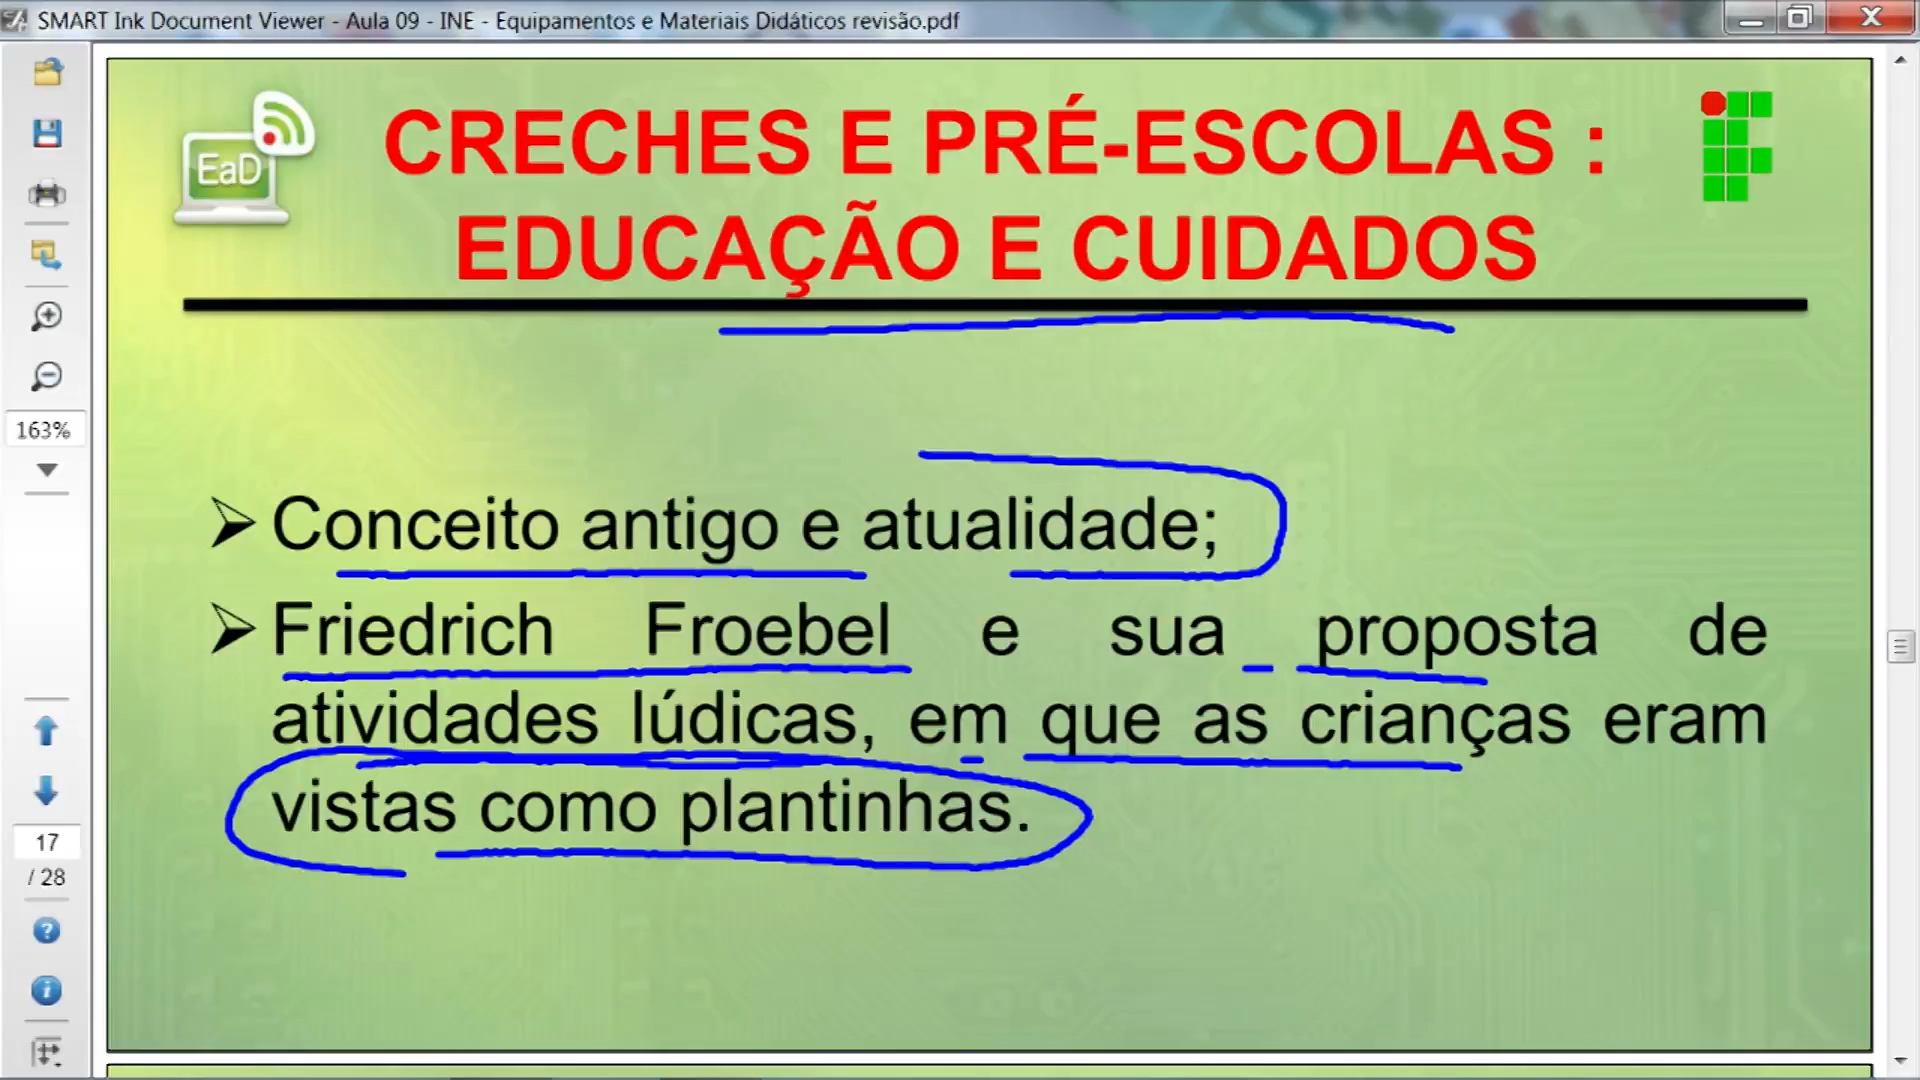 SMART Ink Document Viewer - Aula 09 - INE - Equipamentos e Materiais Didáticos revisão.pdf
EaD
CRECHES E PRÉ-ESCOLAS :
EDUCAÇÃO E CUIDADOS
163%
Conceito antigo e atualidade;
Friedrich Froebel e sua proposta de
atividades lúdicas, em que as crianças eram
vistas como plantinhas.
17
/ 28